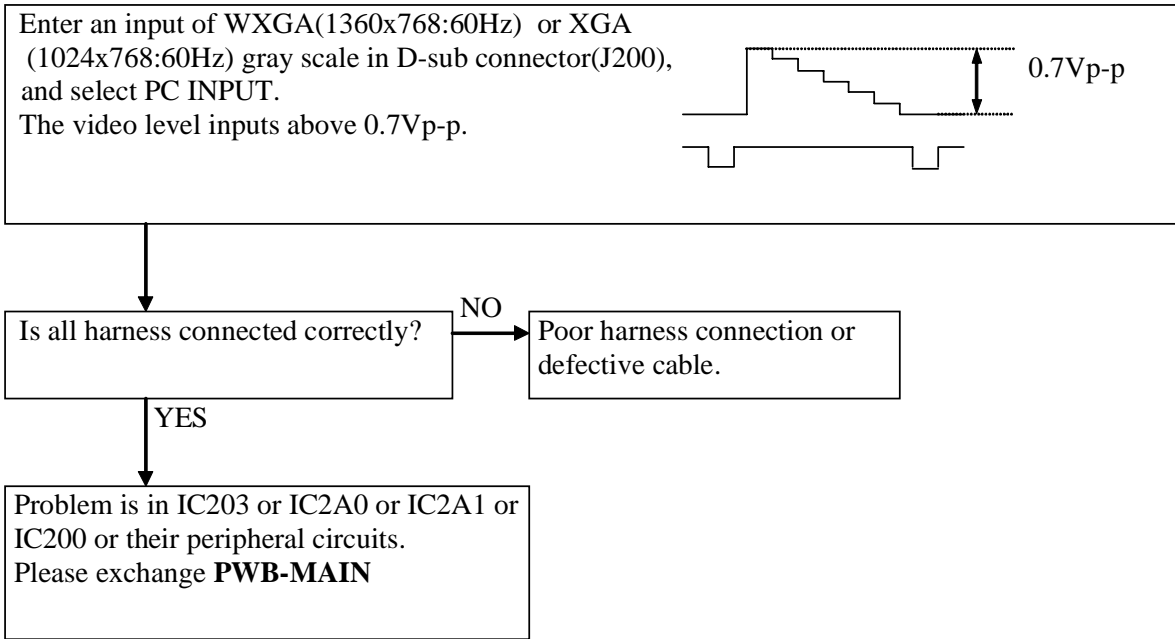 Enter an input of WXGA(1360x768:60Hz) or XGA
(1024x768:60Hz) gray scale in D-sub connector(J200),
and select PC INPUT.
The video level inputs above 0.7Vp-p.
0.7Vp-p
Is all harness connected correctly?
NO
Poor harness connection or
defective cable.
YES
Problem is in IC203 or IC2A0 or IC2A1 or
IC200 or their peripheral circuits.
Please exchange PWB-MAIN